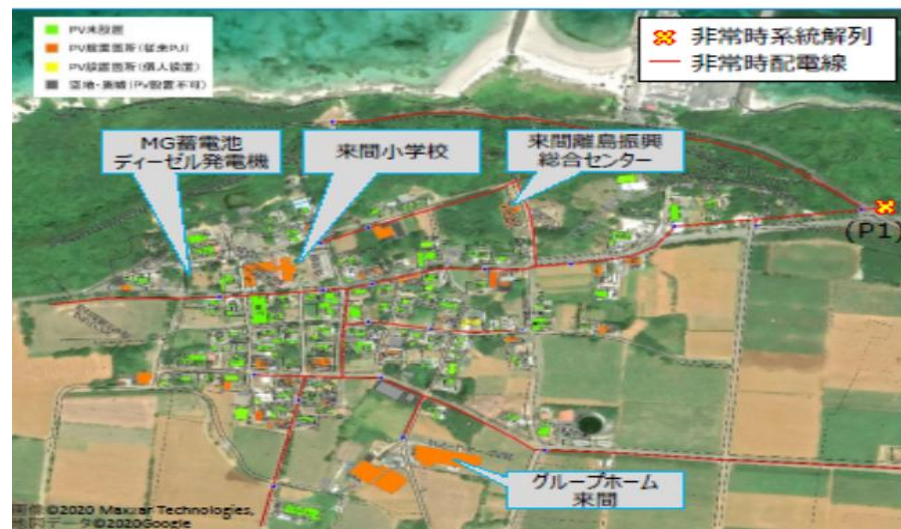 PV未設置
PV設置箇所(従来PJ)
PV設置箇所(個人設置)
空地・廃墟(PV設置不可)
非常時系統解列
非常時配電線
MG蓄電池
ディーゼル発電機
来間小学校
来間離島振興
総合センター
(P1)
グループホーム
来間
画像©2020 Maxar Technologies,
地図データ©2020Google